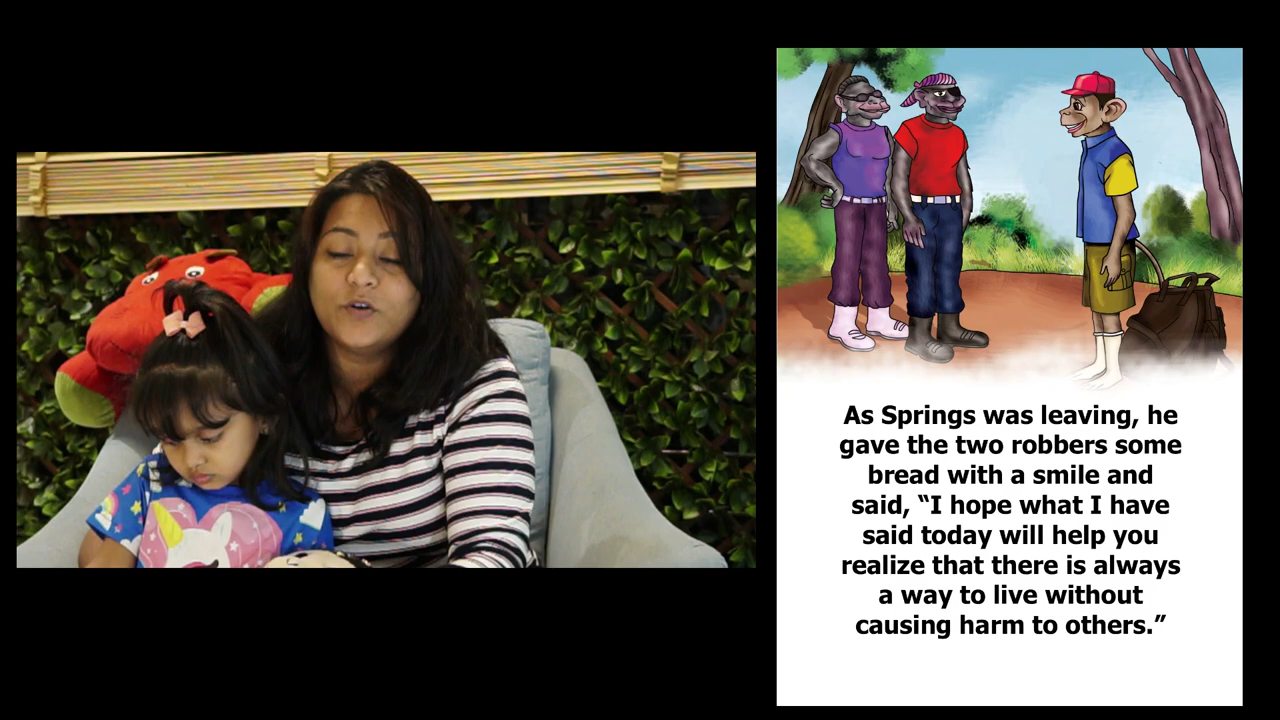 As Springs was leaving, he
gave the two robbers some
bread with a smile and
said, “I hope what I have
said today will help you
realize that there is always
a way to live without
causing harm to others.”